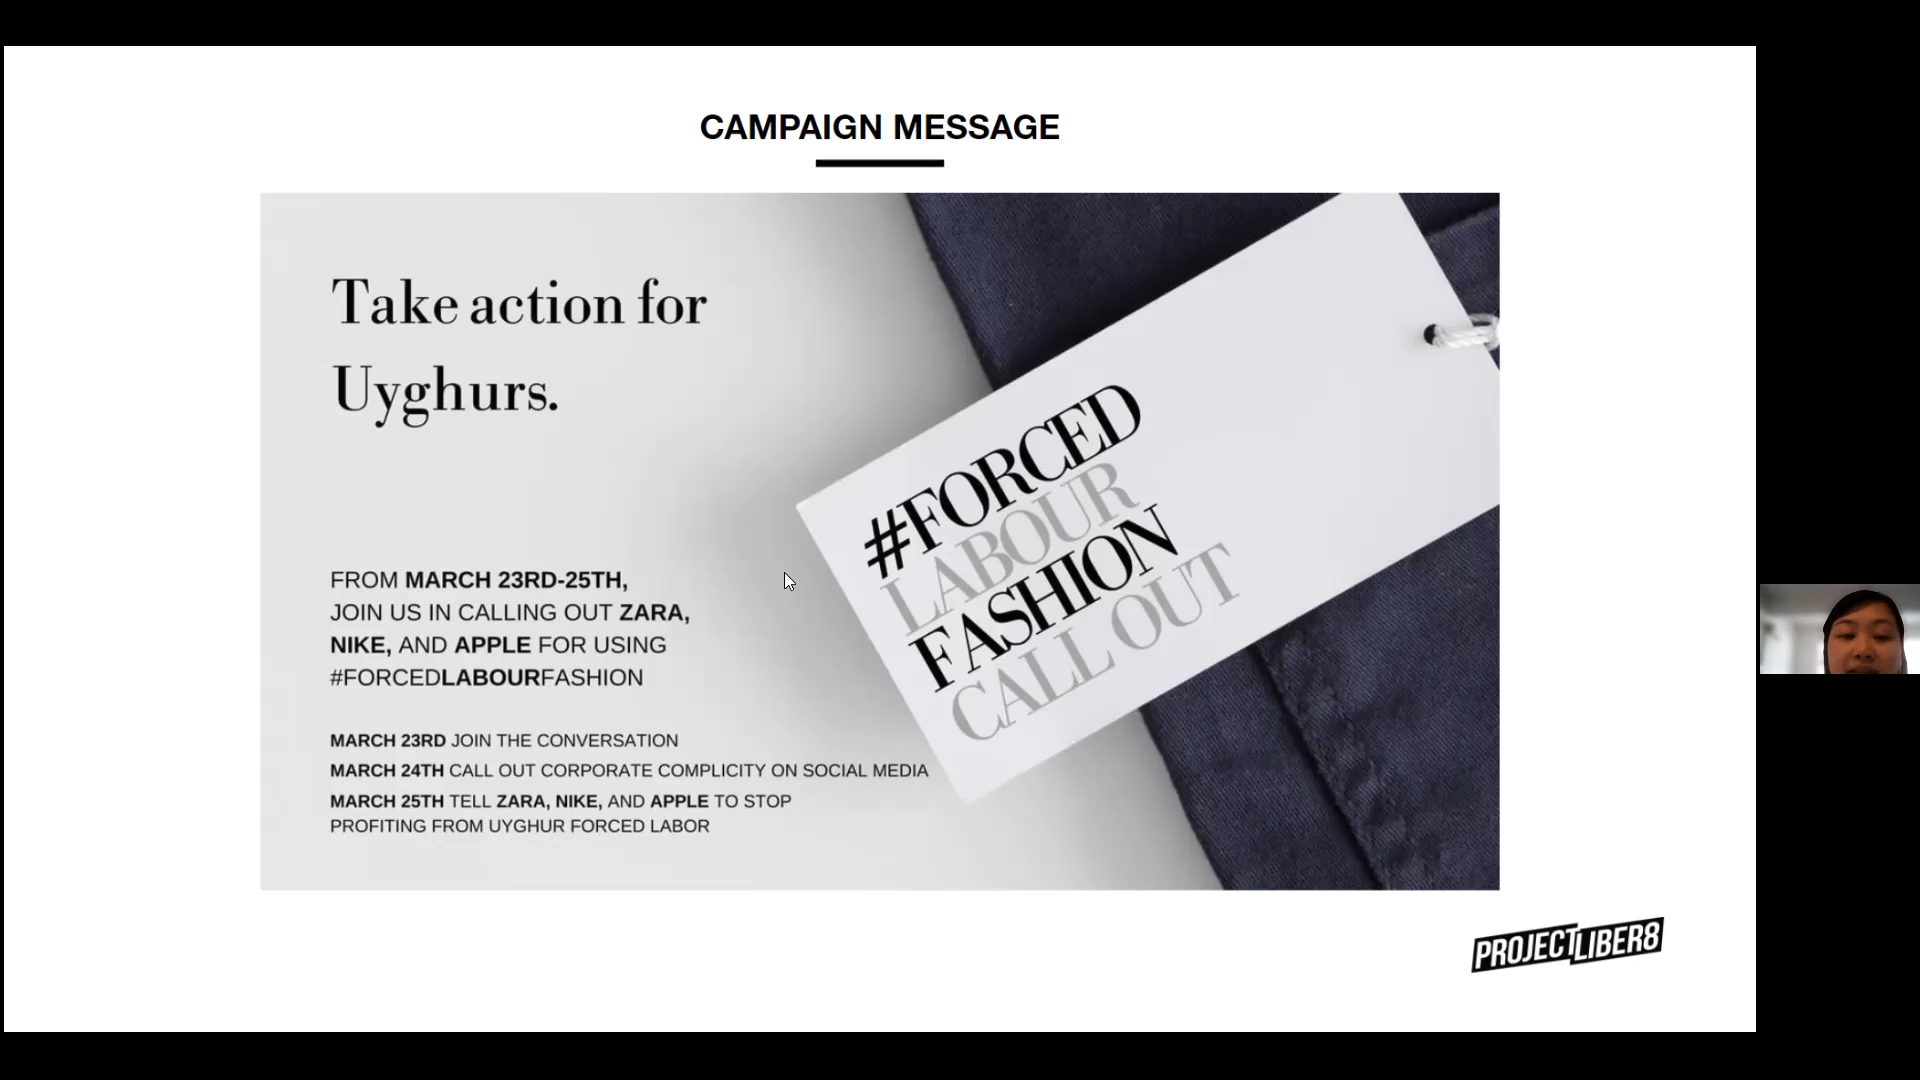 CAMPAIGN MESSAGE
Take action for
Uyghurs.
FROM MARCH 23RD-25TH,
JOIN US IN CALLING OUT ZARA,
NIKE, AND APPLE FOR USING
#FORCEDLABOURFASHION
MARCH 23RD JOIN THE CONVERSATION
MARCH 24TH CALL OUT CORPORATE COMPLICITY ON SOCIAL MEDIA
MARCH 25TH TELL ZARA, NIKE, AND APPLE TO STOP
PROFITING FROM UYGHUR FORCED LABOR
#FORCED
LABOUR
FASHION
CALL OUT
PROJECTLIBER8